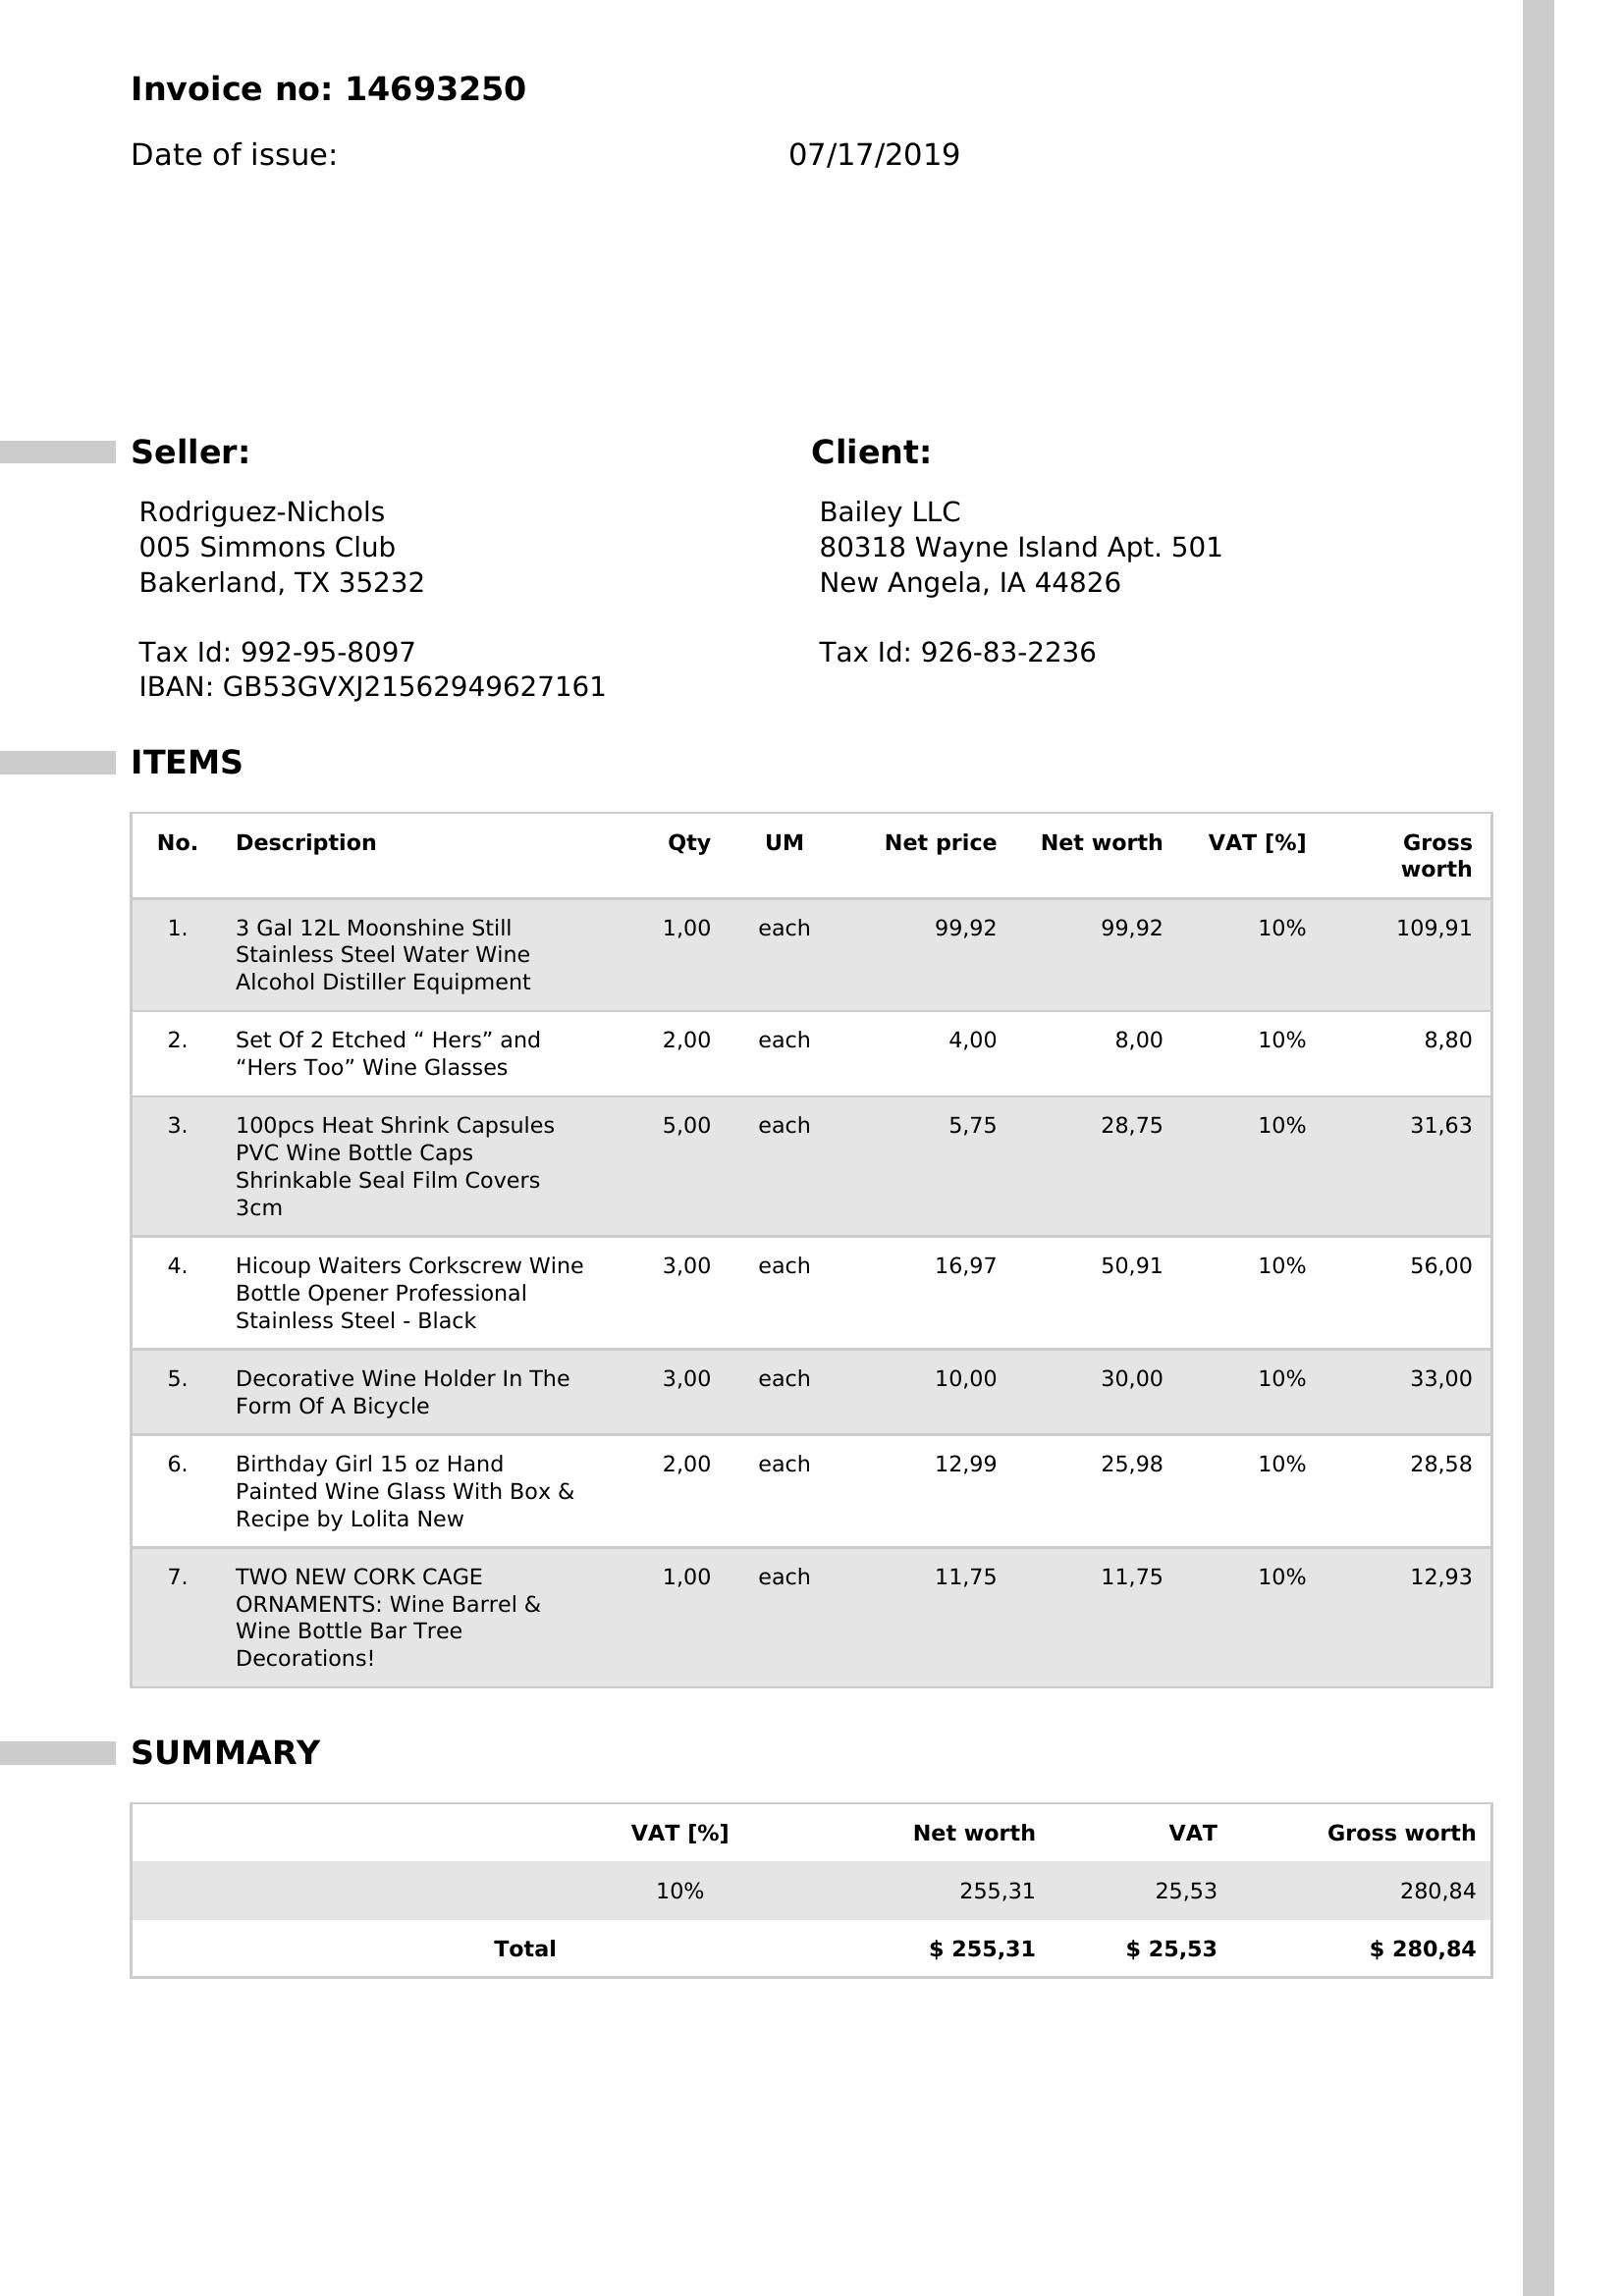 Invoice no: 14693250
Date of issue: 07/17/2019
Seller:
Rodriguez-Nichols
005 Simmons Club
Bakerland, TX 35232
Tax Id: 992-95-8097
IBAN: GB53GVXJ21562949627161
Client:
Bailey LLC
80318 Wayne Island Apt. 501
New Angela, IA 44826
Tax Id: 926-83-2236
ITEMS
No. Description Qty UM Net price Net worth VAT [%] Gross
worth
1. 3 Gal 12L Moonshine Still 1,00 each 99,92 99,92 10% 109,91
Stainless Steel Water Wine
Alcohol Distiller Equipment
2. Set Of 2 Etched “ Hers” and 2,00 each 4,00 8,00 10% 8,80
“Hers Too” Wine Glasses
3. 100pcs Heat Shrink Capsules 5,00 each 5,75 28,75 10% 31,63
PVC Wine Bottle Caps
Shrinkable Seal Film Covers
3cm
4. Hicoup Waiters Corkscrew Wine 3,00 each 16,97 50,91 10% 56,00
Bottle Opener Professional
Stainless Steel - Black
5. Decorative Wine Holder In The 3,00 each 10,00 30,00 10% 33,00
Form Of A Bicycle
6. Birthday Girl 15 oz Hand 2,00 each 12,99 25,98 10% 28,58
Painted Wine Glass With Box &
Recipe by Lolita New
7. TWO NEW CORK CAGE 1,00 each 11,75 11,75 10% 12,93
ORNAMENTS: Wine Barrel &
Wine Bottle Bar Tree
Decorations!
SUMMARY
VAT [%] Net worth VAT Gross worth
10% 255,31 25,53 280,84
Total $ 255,31 $ 25,53 $ 280,84